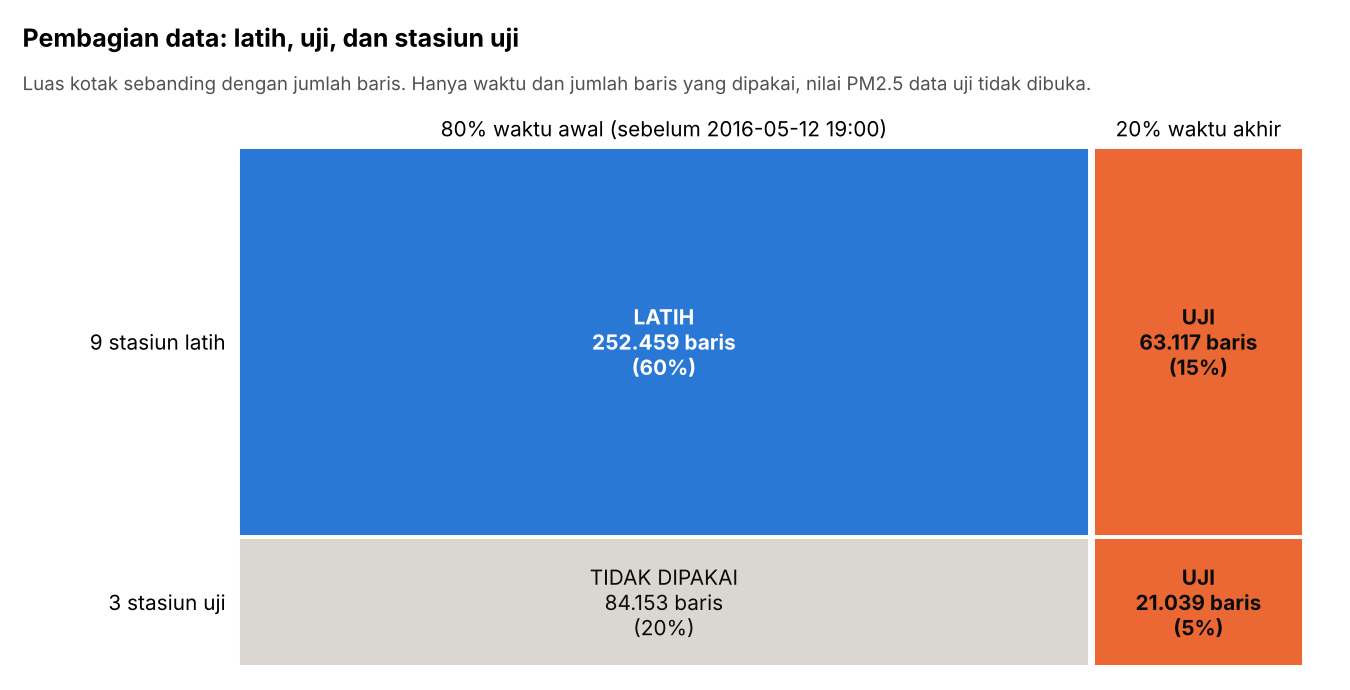 Pembagian data: latih, uji, dan stasiun uji
Luas kotak sebanding dengan jumlah baris. Hanya waktu dan jumlah baris yang dipakai, nilai PM2.5 data uji tidak dibuka.
80% waktu awal (sebelum 2016-05-12 19:00)
20% waktu akhir
9 stasiun latih
LATIH
252.459 baris
(60%)
UJI
63.117 baris
(15%)
3 stasiun uji
TIDAK DIPAKAI
84.153 baris
(20%)
UJI
21.039 baris
(5%)